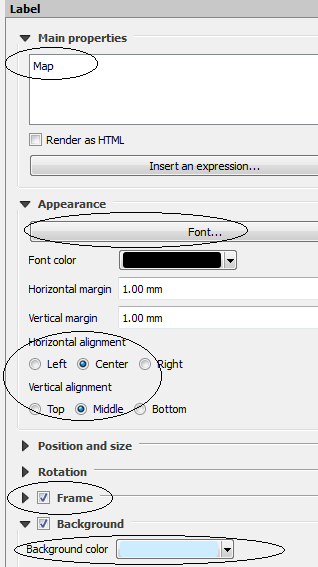 Label
Main properties
Map
Render as HTML
Insert an expression...
Appearance
Font...
Font color
Horizontal margin 1.00 mm
Vertical margin 1.00 mm
Horizontal alignment
Left Center Right
Vertical alignment
Top Middle Bottom
Position and size
Rotation
Frame
Background
Background color